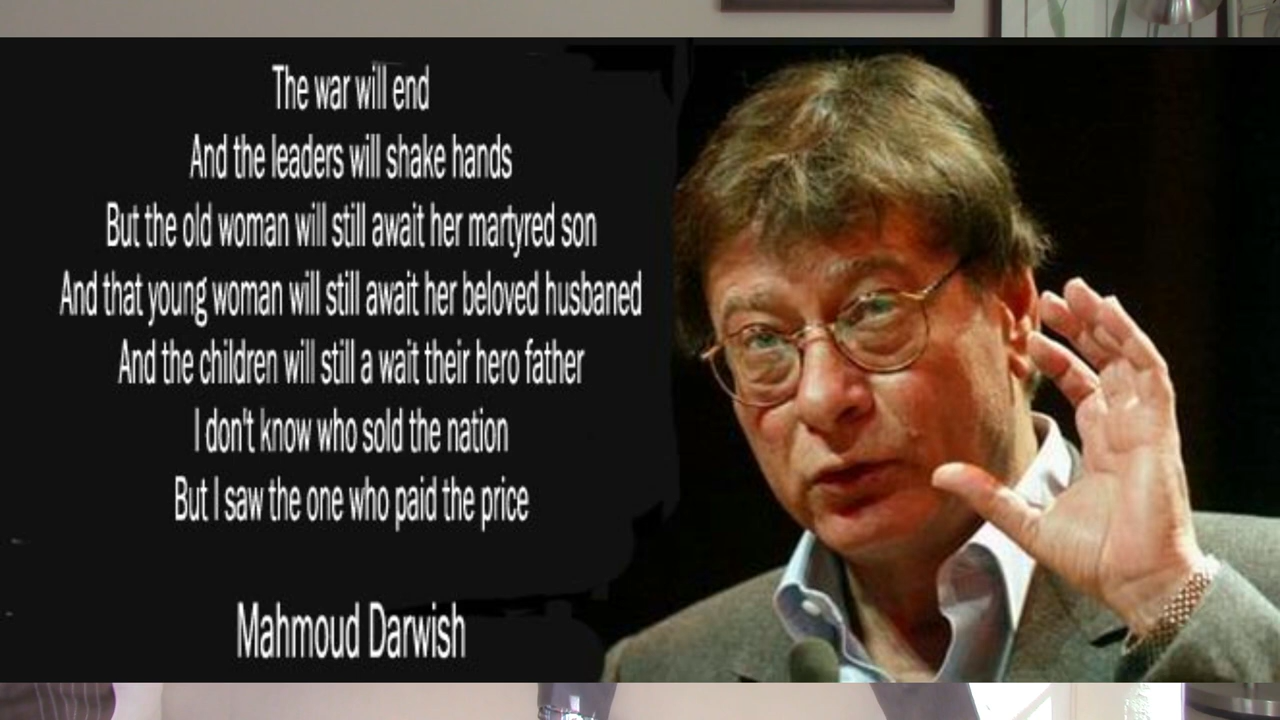 The war will end
And the leaders will shake hands
But the old woman will still await her martyred son
And that young woman will still await her beloved husbaned
And the children will still a wait their hero father
I don't know who sold the nation
But I saw the one who paid the price
Mahmoud Darwish